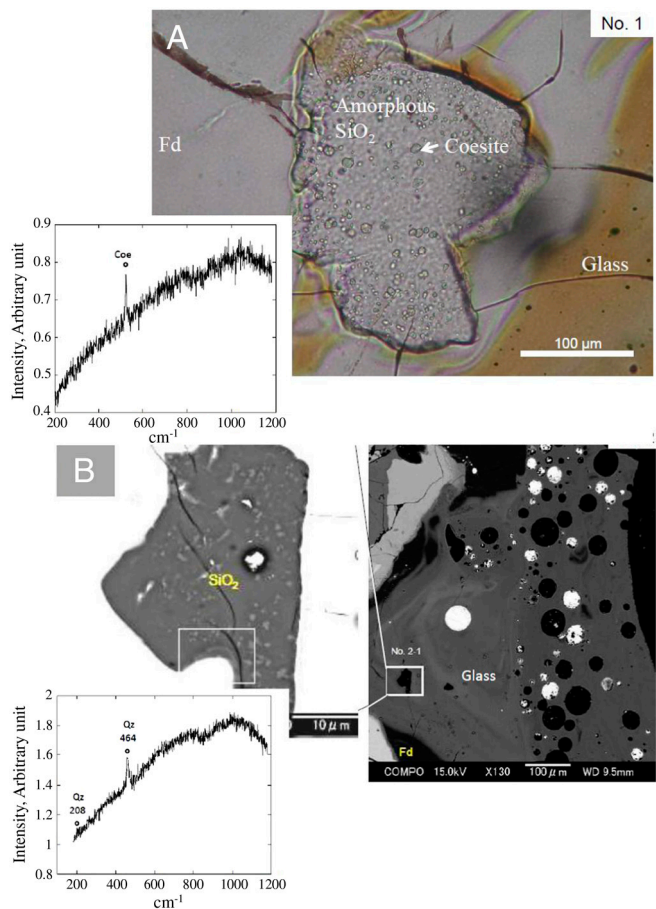 A
No. 1
Amorphous
SiO₂
Coesite
Fd
Glass
100 µm
0.9
0.8
0.7
0.6
0.5
0.4
Coe
Intensity, Arbitrary unit
200 400 600 800 1000 1200
cm⁻¹
B
SiO₂
10 µm
No. 2-1
Glass
Fd
COMPO 15.0kV X130 100µm WD 9.5mm
2
1.8
1.6
1.4
1.2
1
0.8
Qz
464
Qz
208
Intensity, Arbitrary unit
200 400 600 800 1000 1200
cm⁻¹